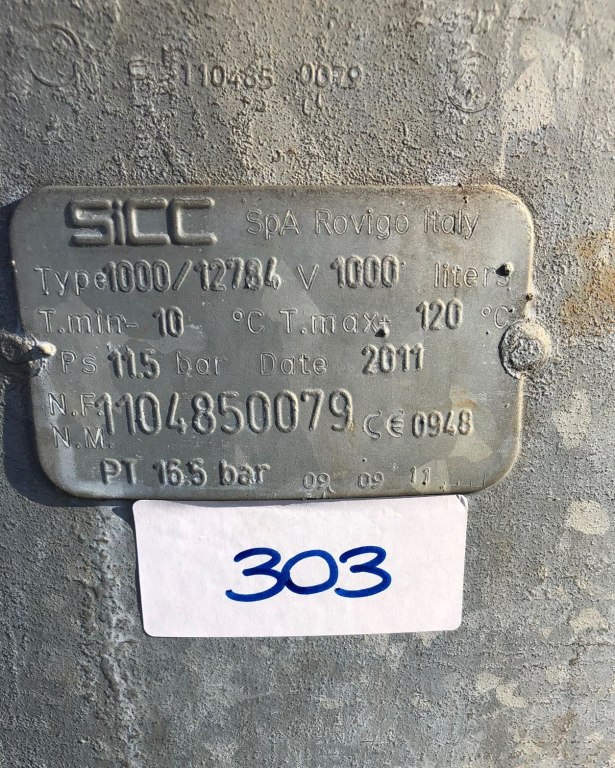 110485 0079
SICC SpA Rovigo Italy
Type 1000/12784 V 1000 liters
T.min- 10 °C T.max+ 120 °C
Ps 11.5 bar Date 2011
N.F. 1104850079 CE 0948
N.M.
PT 16.5 bar 09 09 11
303